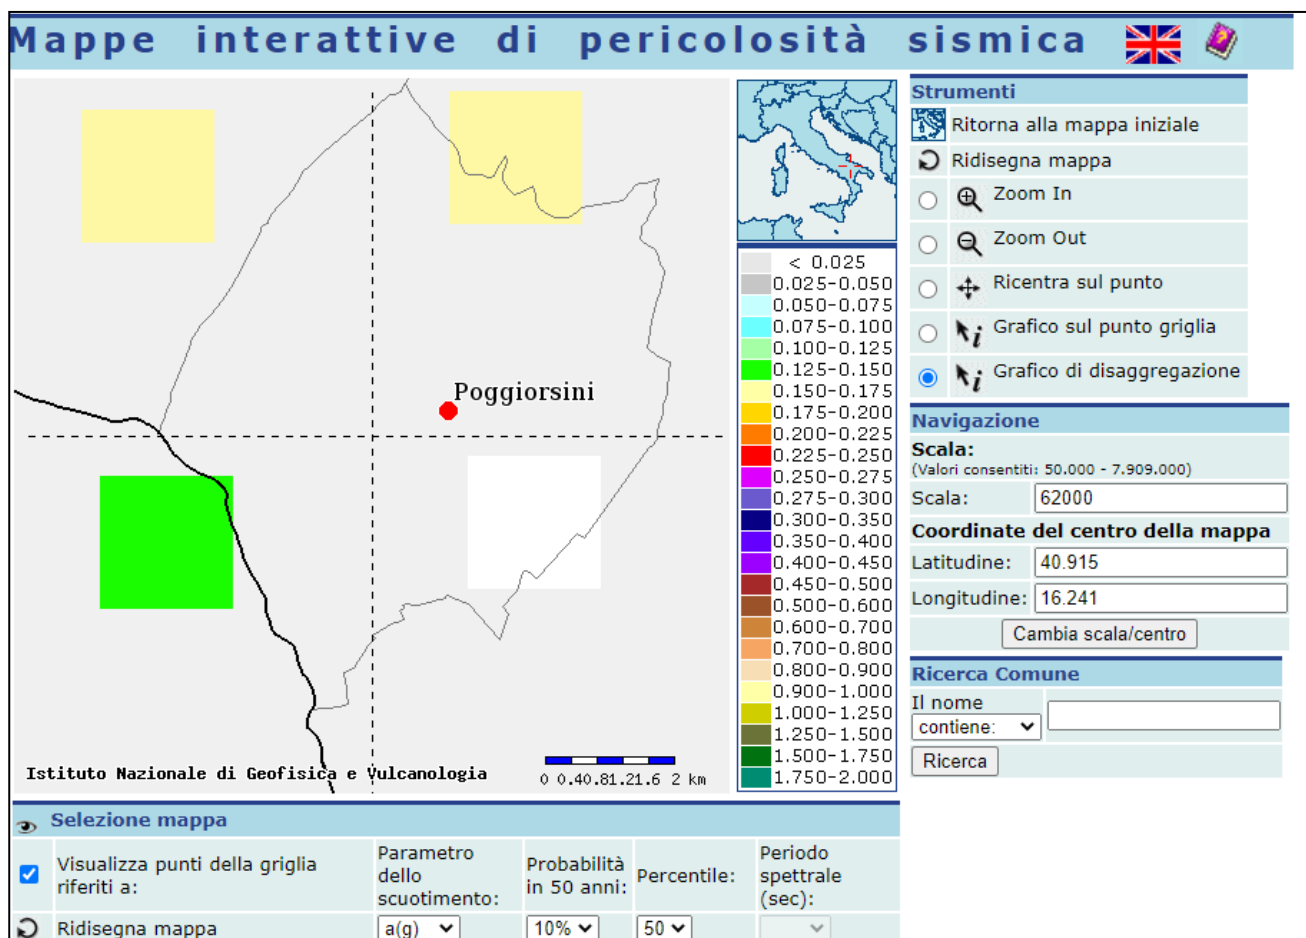 Mappe interattive di pericolosità sismica
Poggiorsini
Istituto Nazionale di Geofisica e Vulcanologia
0 0.40.81.21.6 2 km
< 0.025
0.025-0.050
0.050-0.075
0.075-0.100
0.100-0.125
0.125-0.150
0.150-0.175
0.175-0.200
0.200-0.225
0.225-0.250
0.250-0.275
0.275-0.300
0.300-0.350
0.350-0.400
0.400-0.450
0.450-0.500
0.500-0.600
0.600-0.700
0.700-0.800
0.800-0.900
0.900-1.000
1.000-1.250
1.250-1.500
1.500-1.750
1.750-2.000
Strumenti
Ritorna alla mappa iniziale
Ridisegna mappa
Zoom In
Zoom Out
Ricentra sul punto
Grafico sul punto griglia
Grafico di disaggregazione
Navigazione
Scala:
(Valori consentiti: 50.000 - 7.909.000)
Scala: 62000
Coordinate del centro della mappa
Latitudine: 40.915
Longitudine: 16.241
Cambia scala/centro
Ricerca Comune
Il nome
contiene:
Ricerca
Selezione mappa
Visualizza punti della griglia
riferiti a:
Parametro
dello
scuotimento:
Probabilità
in 50 anni:
Percentile:
Periodo
spettrale
(sec):
Ridisegna mappa
a(g) 10% 50